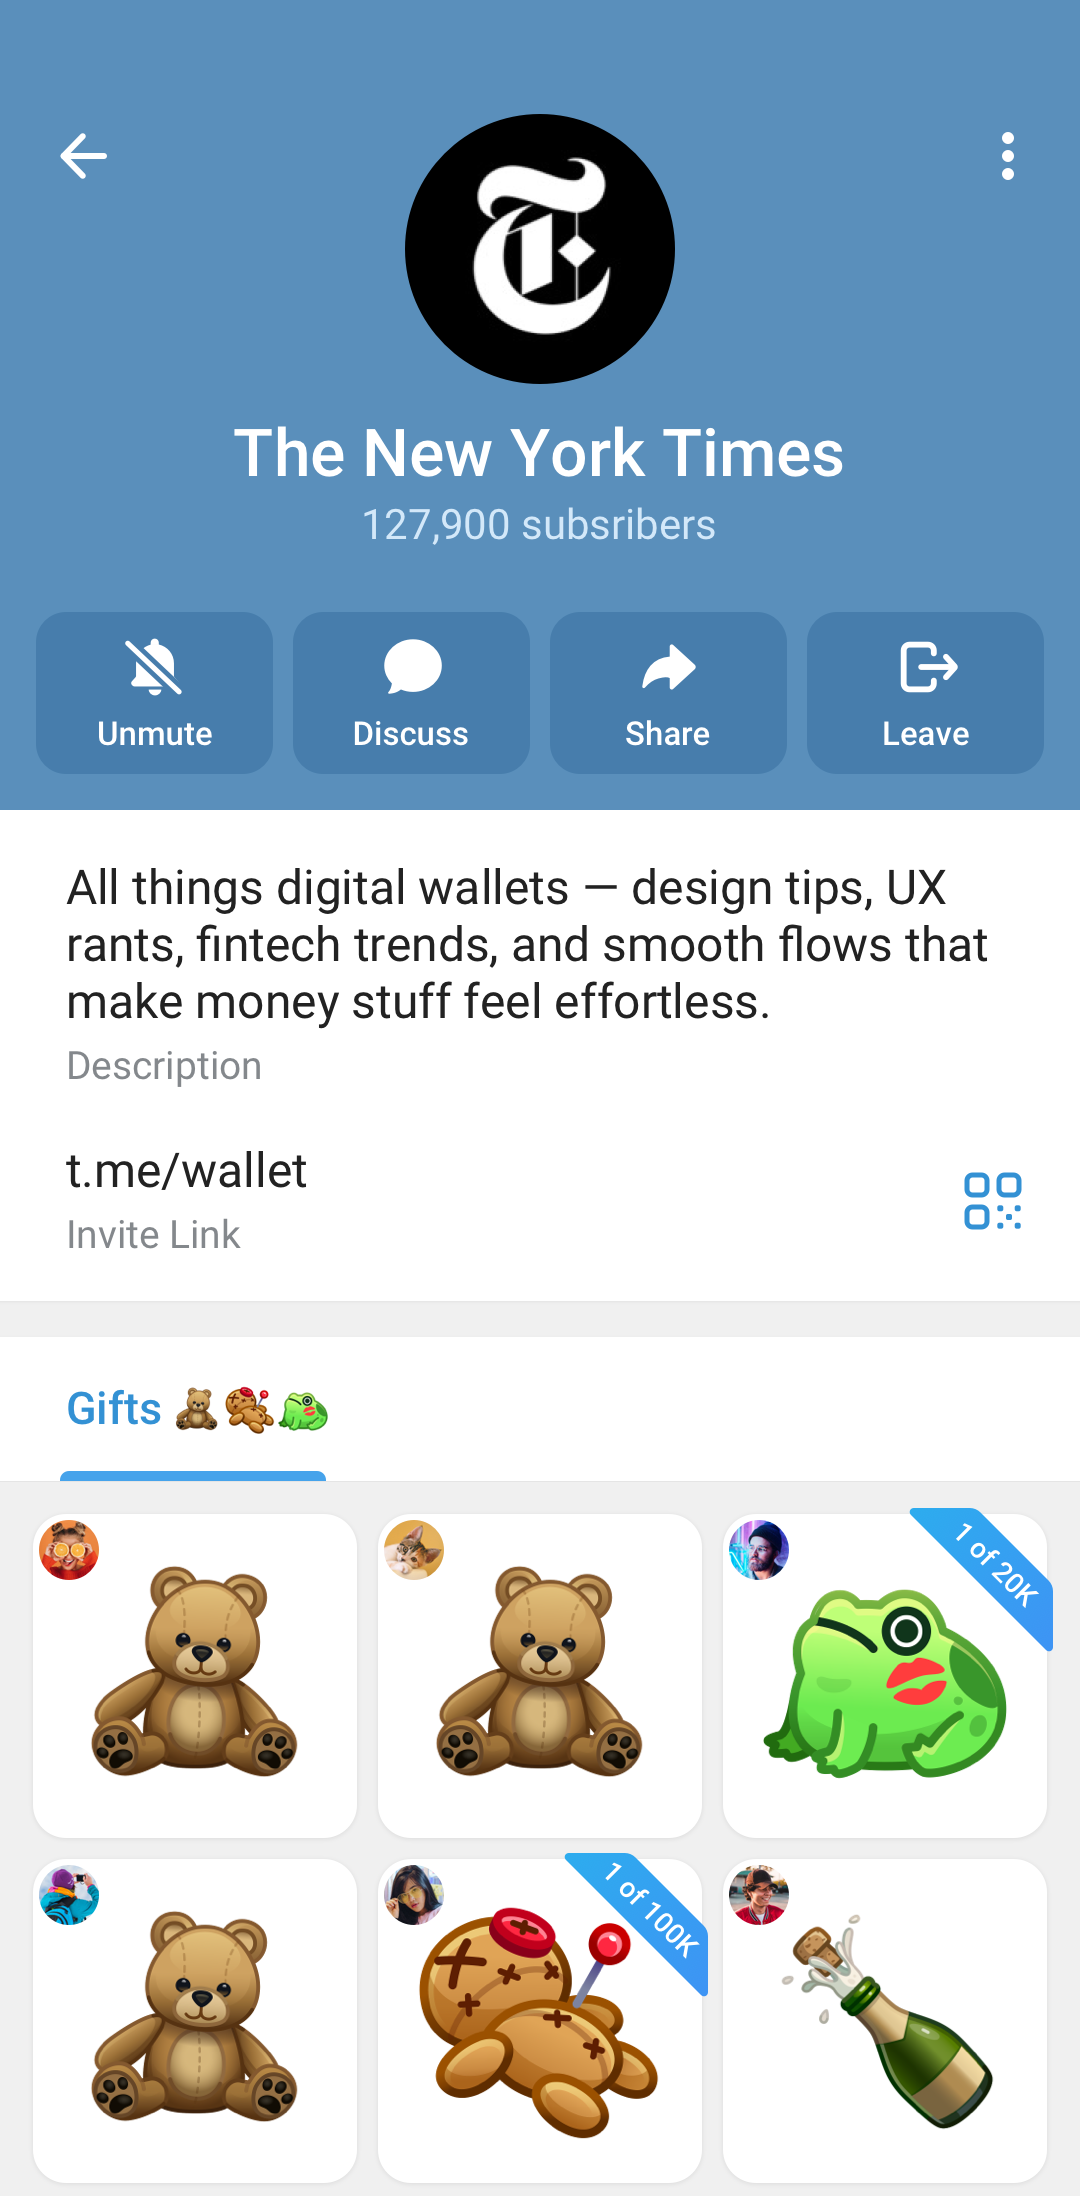 The New York Times
127,900 subsribers
Unmute
Discuss
Share
Leave
All things digital wallets — design tips, UX
rants, fintech trends, and smooth flows that
make money stuff feel effortless.
Description
t.me/wallet
Invite Link
Gifts 🧸
1 of 20K
1 of 100K